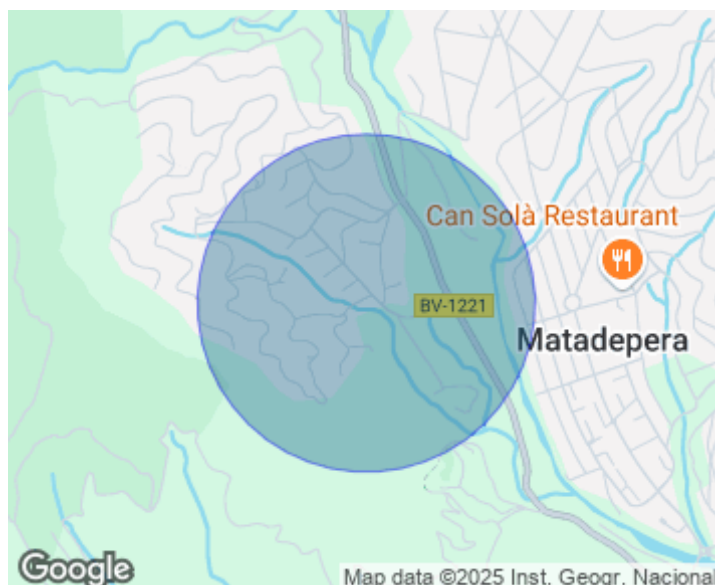 Can Solà Restaurant
BV-1221
Matadepera
Google
Map data ©2025 Inst. Geogr. Nacional